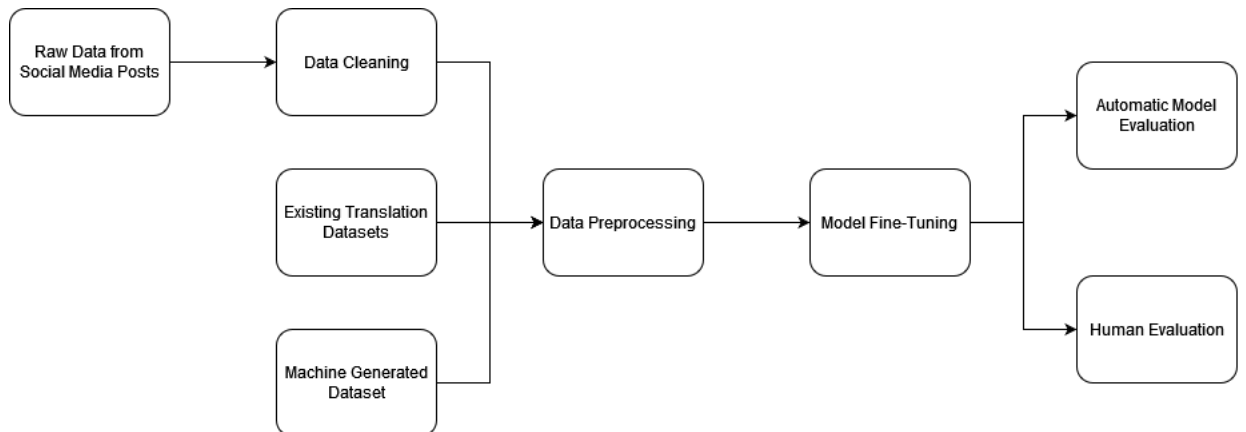 Raw Data from
Social Media Posts
Data Cleaning
Existing Translation
Datasets
Machine Generated
Dataset
Data Preprocessing
Model Fine-Tuning
Automatic Model
Evaluation
Human Evaluation